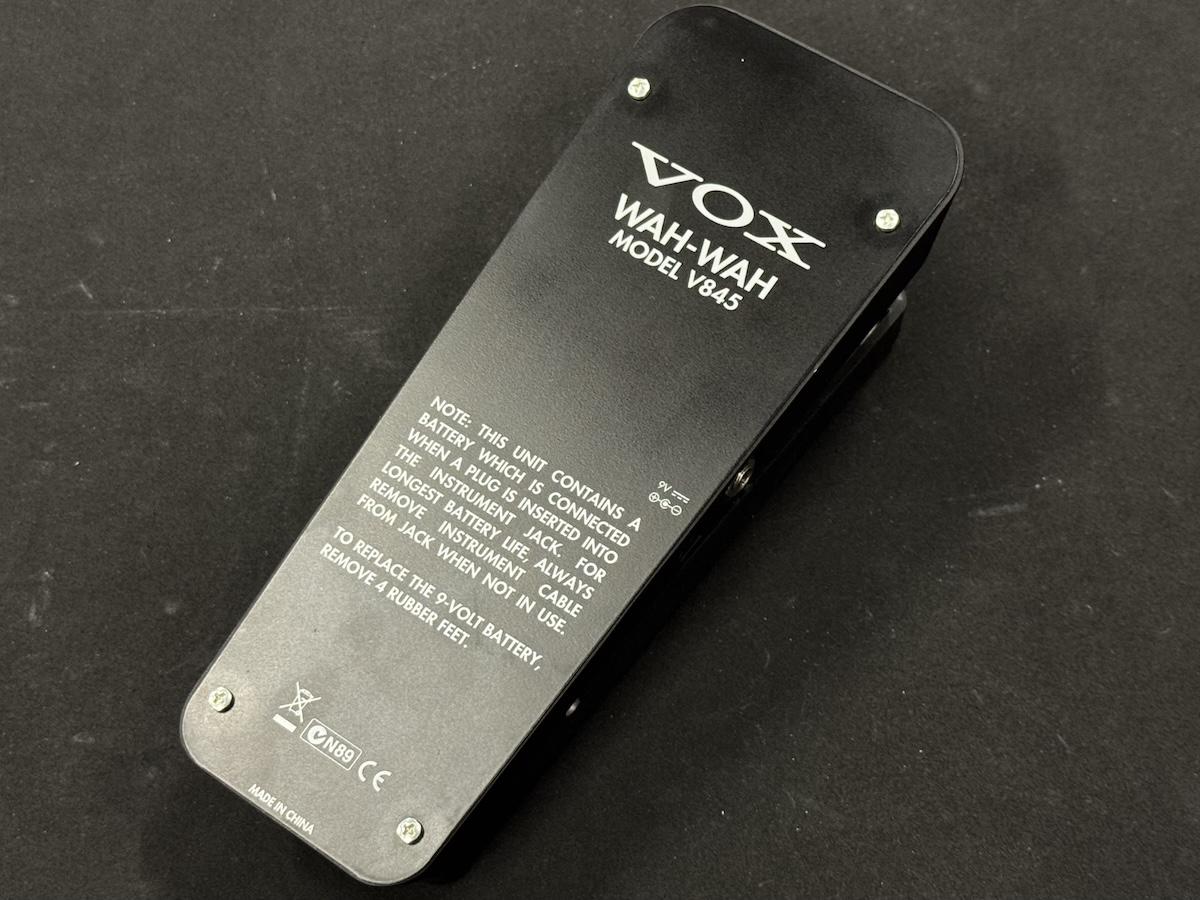 VOX
WAH-WAH
MODEL V845
NOTE: THIS UNIT CONTAINS A
BATTERY WHICH IS CONNECTED
WHEN A PLUG IS INSERTED INTO
THE INSTRUMENT JACK. FOR
LONGEST BATTERY LIFE, ALWAYS
REMOVE INSTRUMENT CABLE
FROM JACK WHEN NOT IN USE.
TO REPLACE THE 9-VOLT BATTERY,
REMOVE 4 RUBBER FEET.
9V
N89
CE
MADE IN CHINA